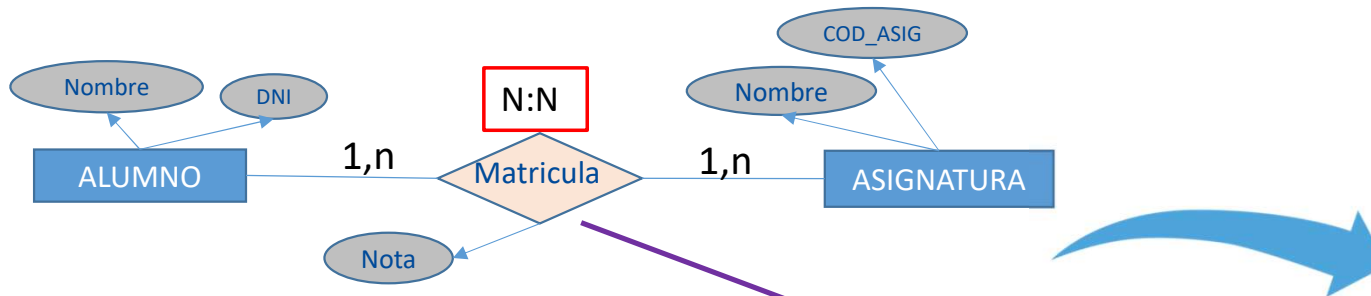 COD_ASIG
Nombre
DNI
N:N
Nombre
ALUMNO
1,n
Matricula
1,n
ASIGNATURA
Nota